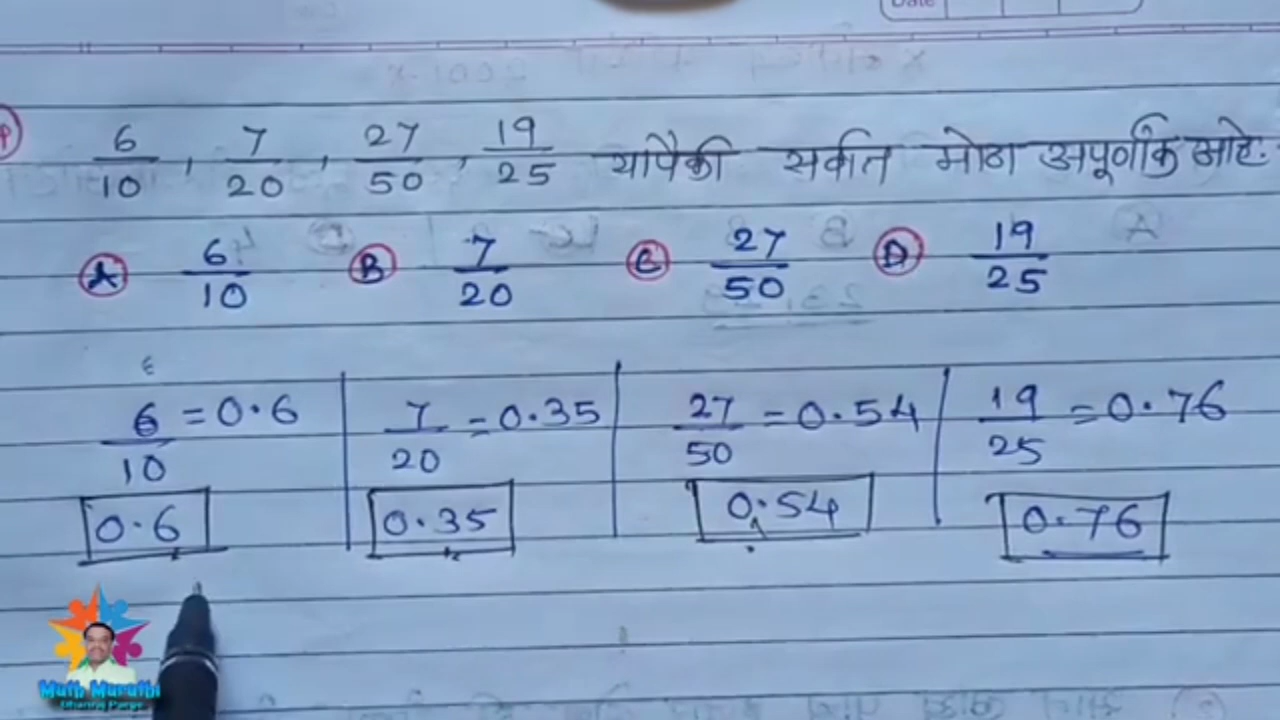 Date
6/10, 7/20, 27/50, 19/25 यांपैकी सर्वात मोठा अपूर्णांक आहे.
A 6/10 B 7/20 C 27/50 D 19/25
6/10 = 0.6 7/20 = 0.35 27/50 = 0.54 19/25 = 0.76
0.6 0.35 0.54 0.76
Math Marathi